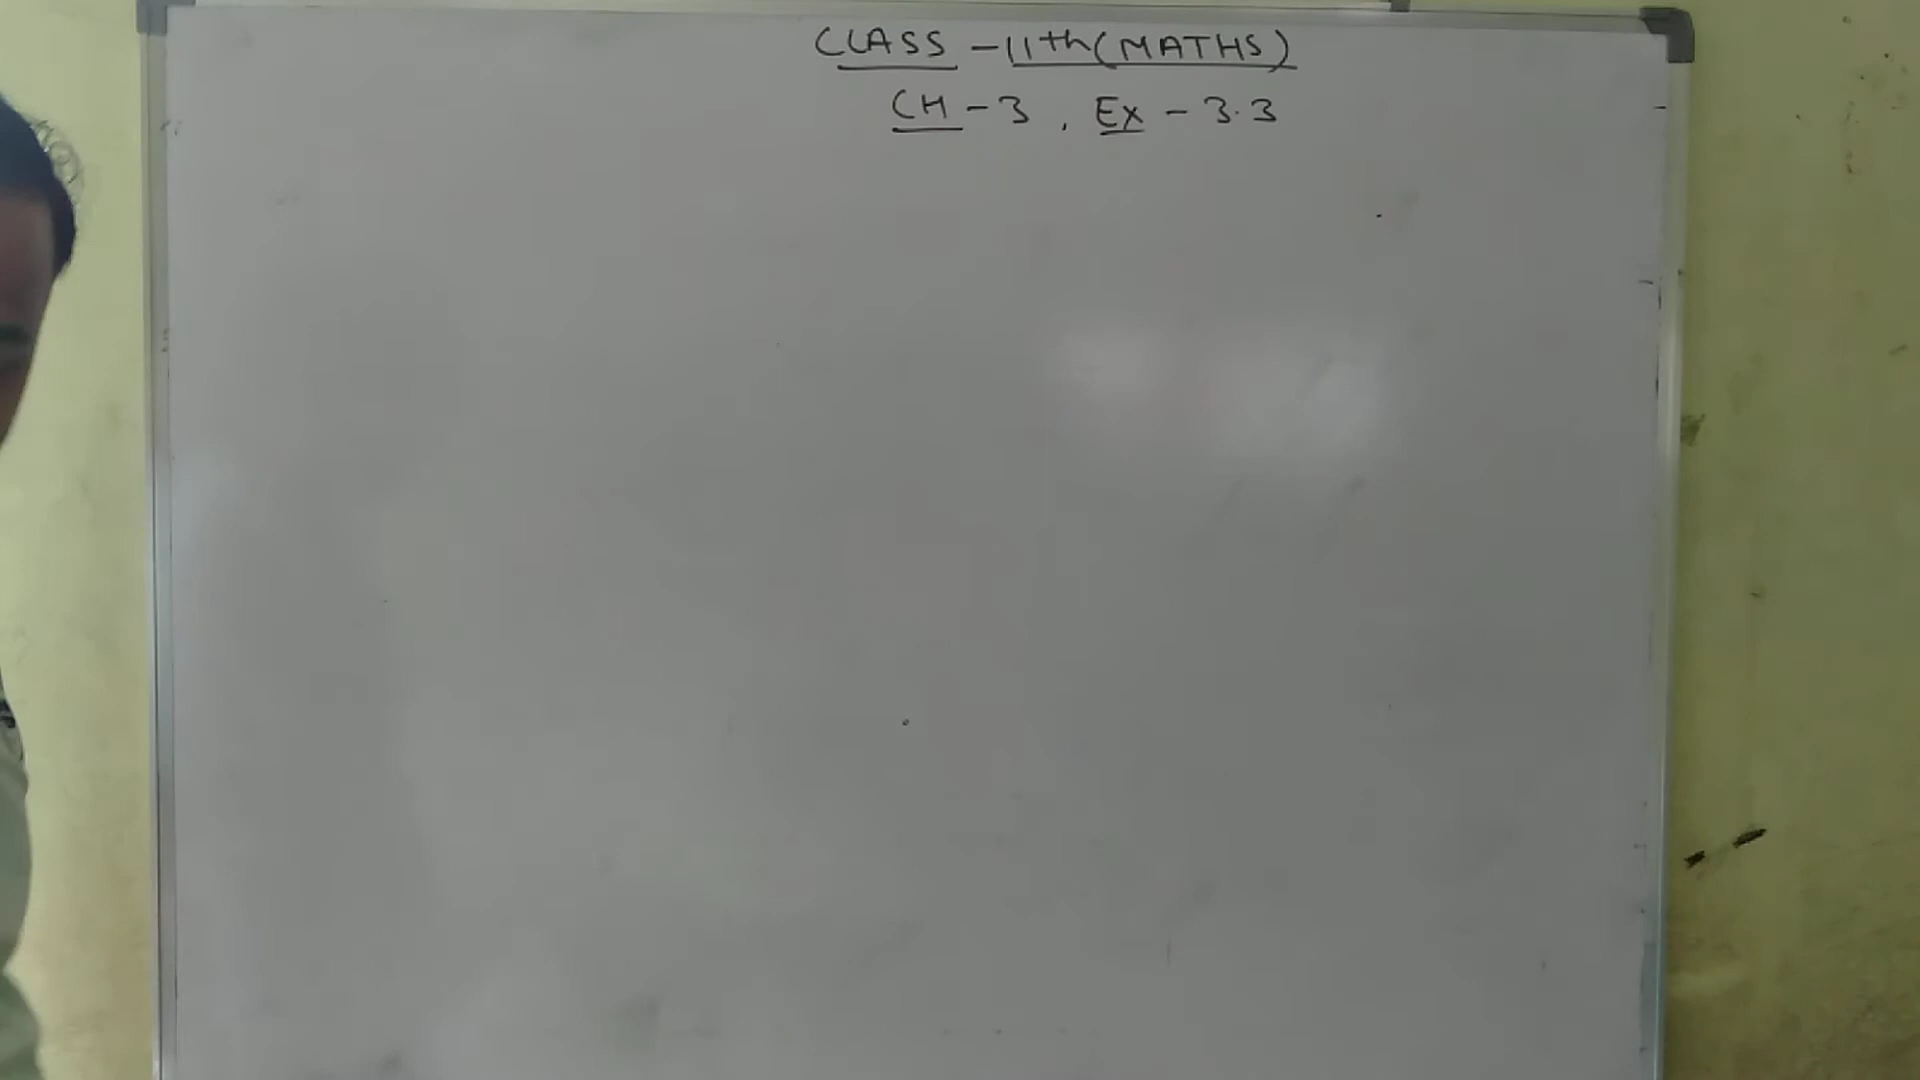 CLASS - 11th (MATHS)
CH - 3 , Ex - 3.3